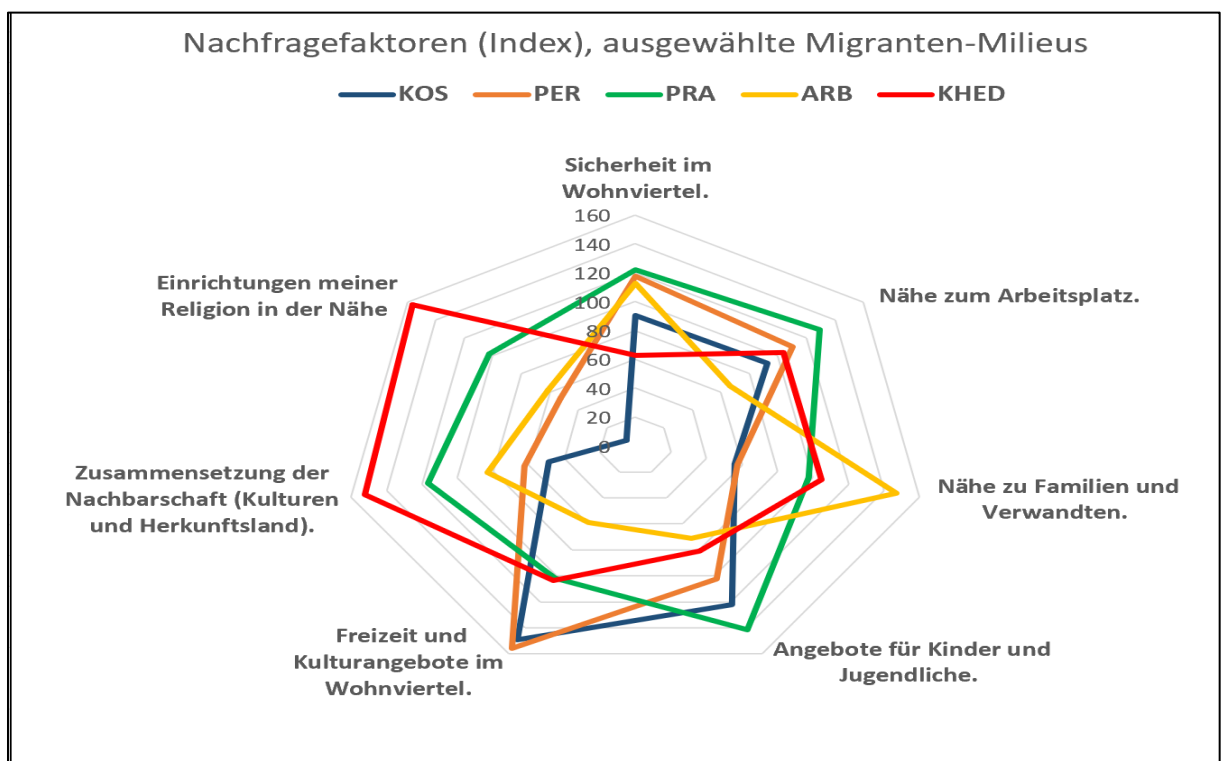 Nachfragefaktoren (Index), ausgewählte Migranten-Milieus
KOS PER PRA ARB KHED
Sicherheit im
Wohnviertel.
160
140
120
100
80
60
40
20
0
Nähe zum Arbeitsplatz.
Nähe zu Familien und
Verwandten.
Angebote für Kinder und
Jugendliche.
Freizeit und
Kulturangebote im
Wohnviertel.
Zusammensetzung der
Nachbarschaft (Kulturen
und Herkunftsland).
Einrichtungen meiner
Religion in der Nähe